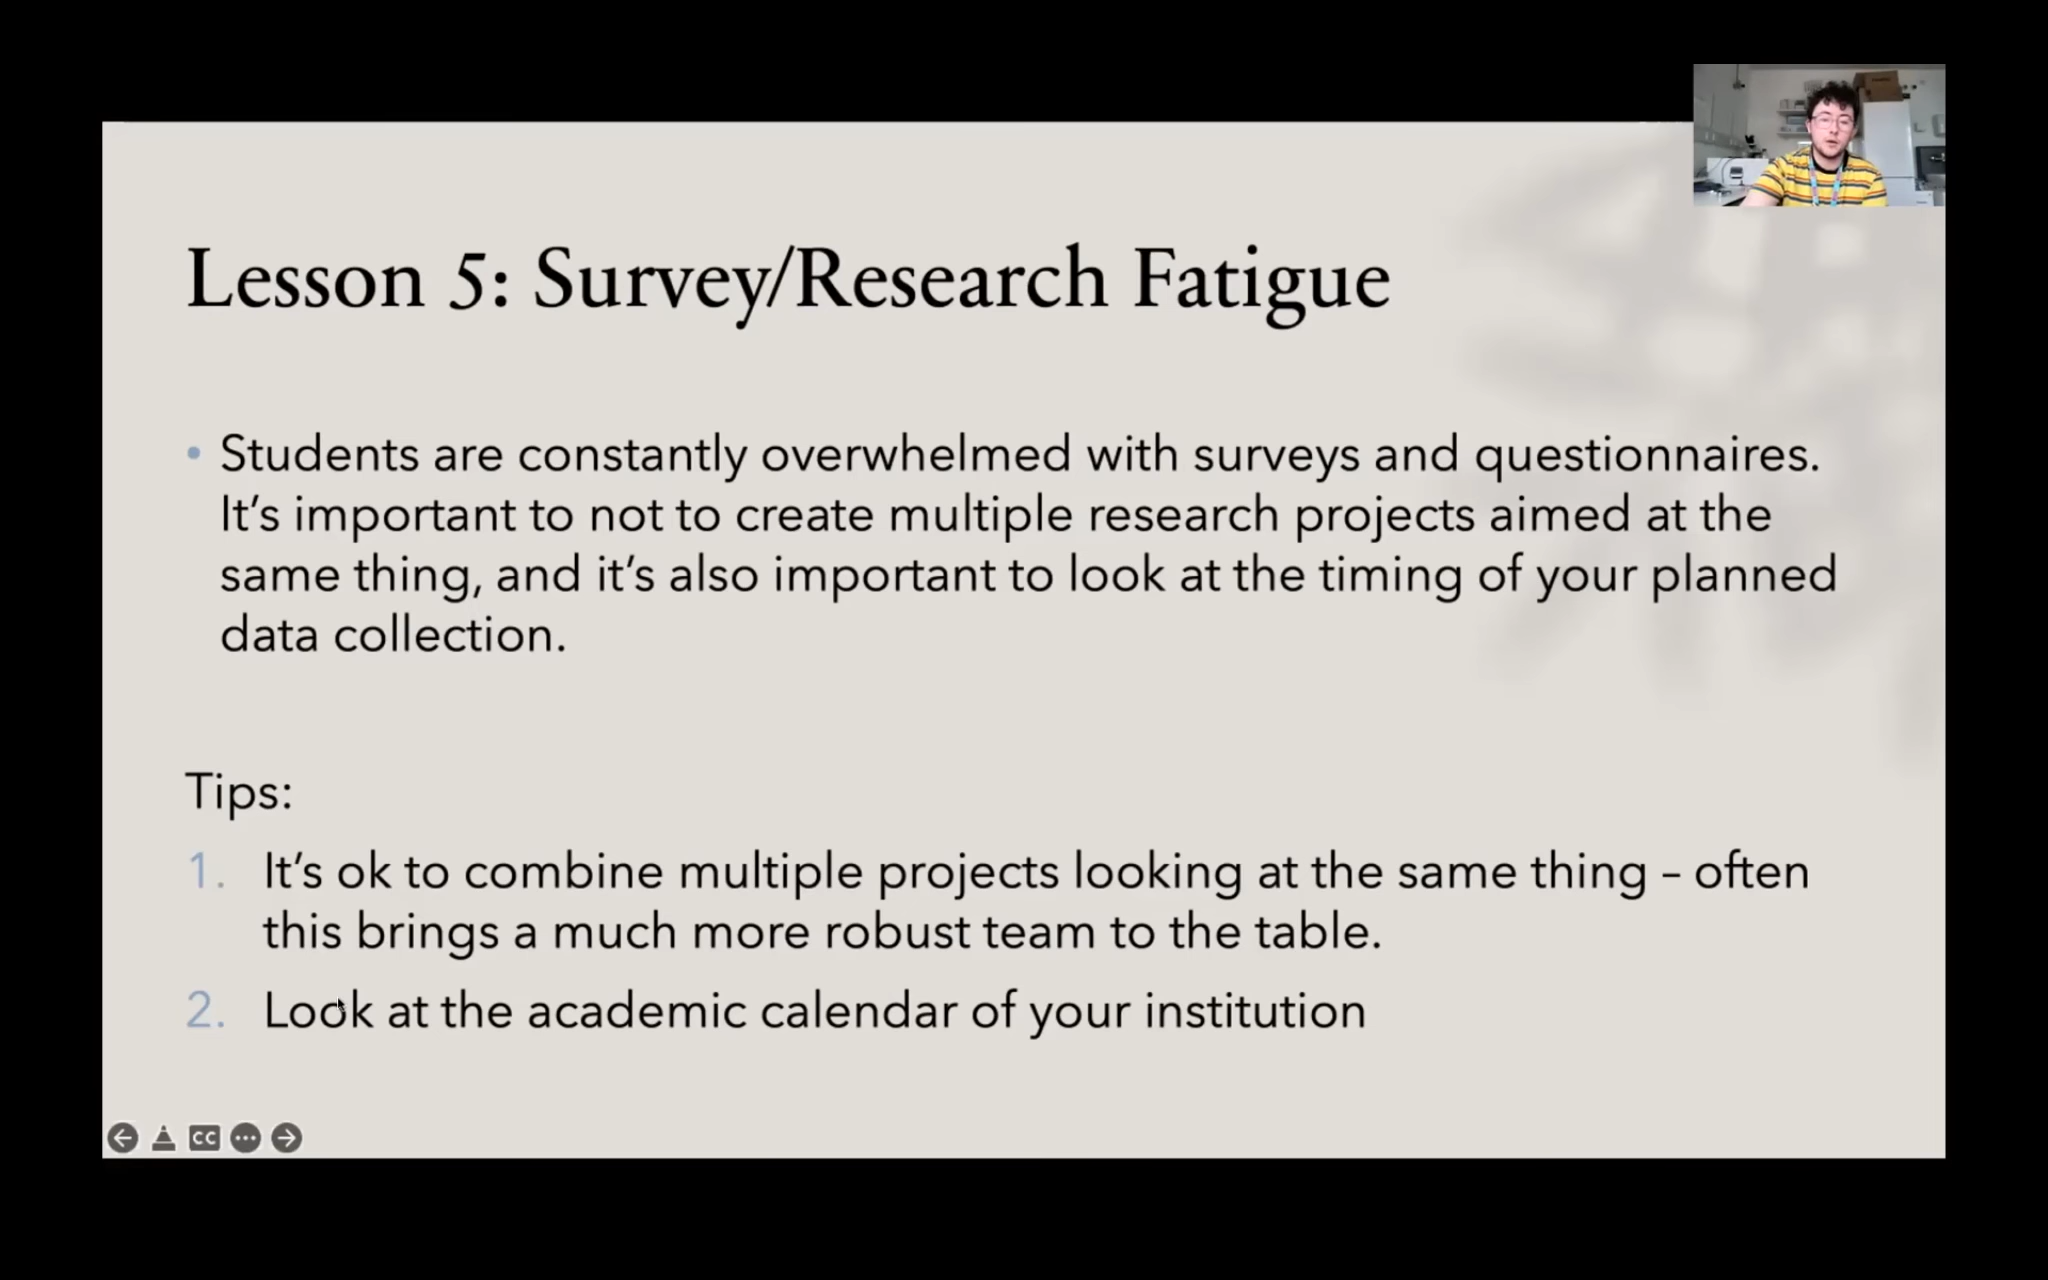 Lesson 5: Survey/Research Fatigue
• Students are constantly overwhelmed with surveys and questionnaires.
It's important to not to create multiple research projects aimed at the
same thing, and it's also important to look at the timing of your planned
data collection.
Tips:
1. It's ok to combine multiple projects looking at the same thing – often
this brings a much more robust team to the table.
2. Look at the academic calendar of your institution
CC